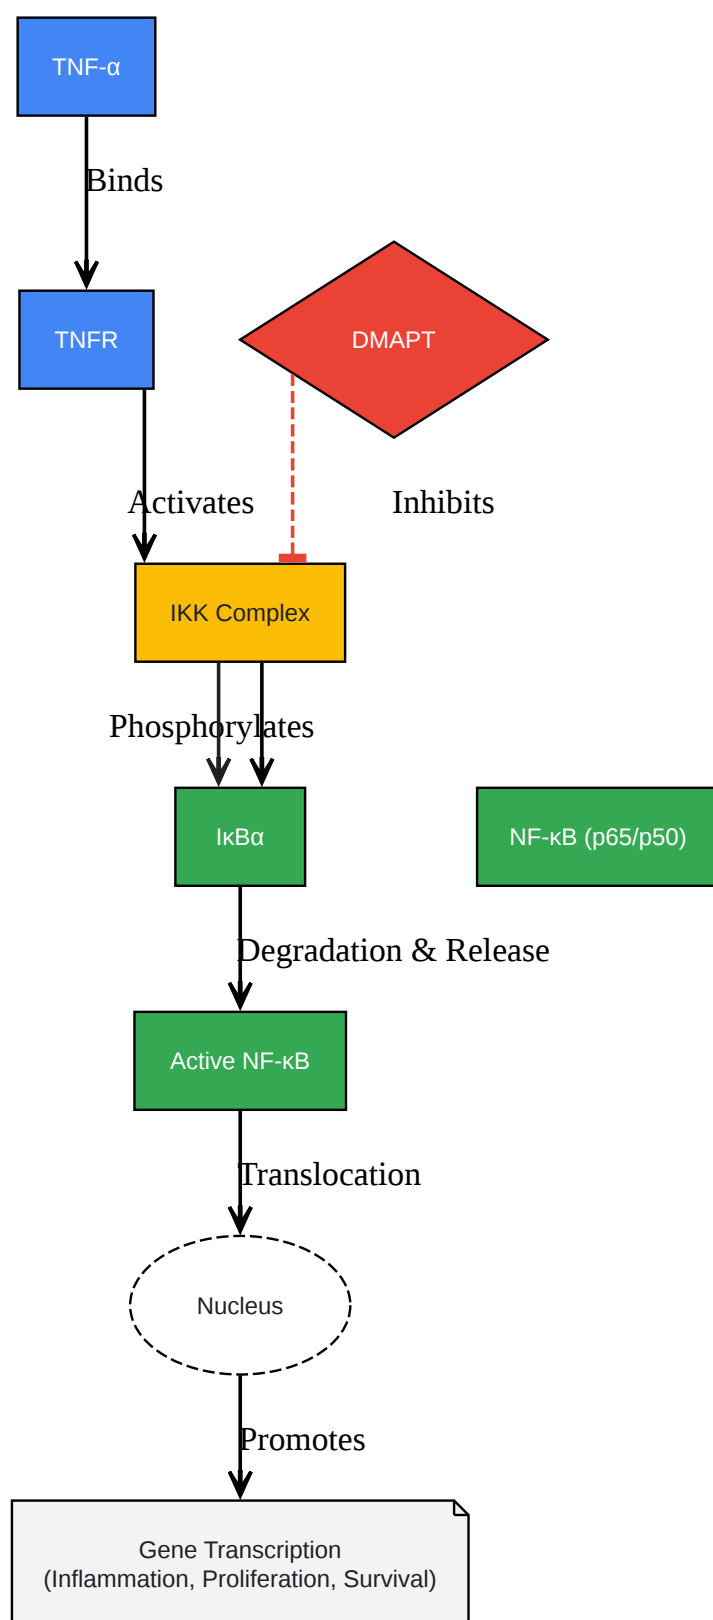 TNF-α
Binds
TNFR
DMAPT
Activates
Inhibits
IKK Complex
Phosphorylates
IκBα
NF-κB (p65/p50)
Degradation & Release
Active NF-κB
Translocation
Nucleus
Promotes
Gene Transcription
(Inflammation, Proliferation, Survival)